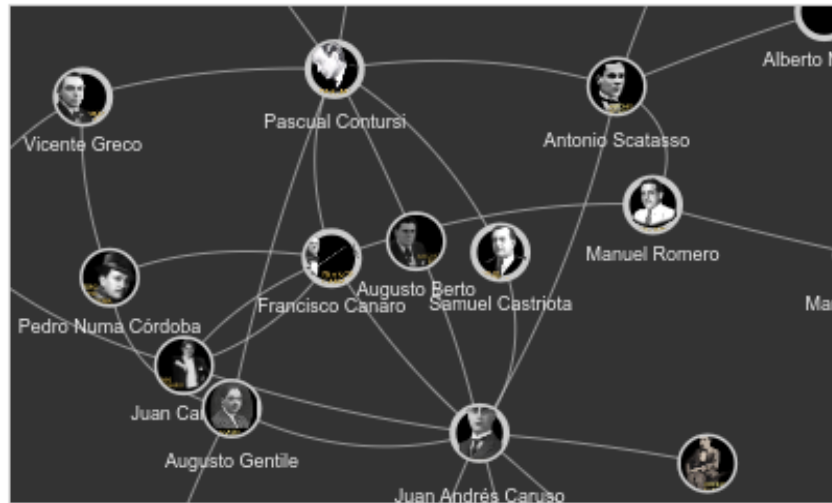 Alberto
Pascual Contursi
Vicente Greco
Antonio Scatasso
Manuel Romero
Augusto Berto
Francisco Canaro
Samuel Castriota
Pedro Numa Córdoba
Juan
Augusto Gentile
Juan Andrés Caruso